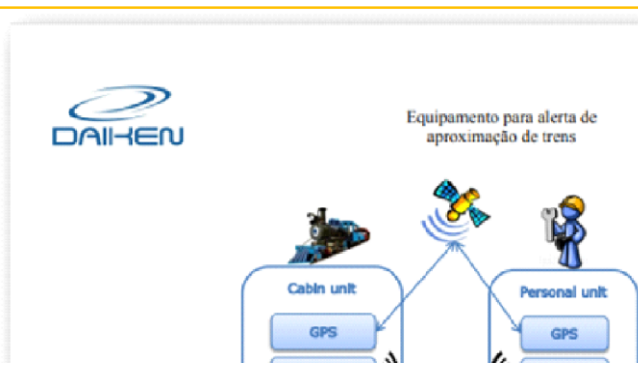 DAIKEN
Equipamento para alerta de
aproximação de trens
Cabin unit
Personal unit
GPS
GPS